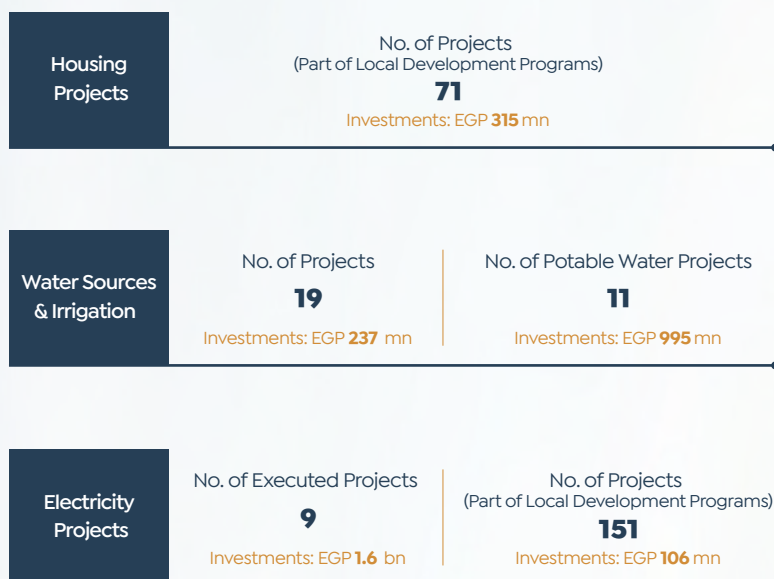 Housing
Projects
No. of Projects
(Part of Local Development Programs)
71
Investments: EGP 315 mn
Water Sources
& Irrigation
No. of Projects
19
Investments: EGP 237 mn
No. of Potable Water Projects
11
Investments: EGP 995 mn
Electricity
Projects
No. of Executed Projects
9
Investments: EGP 1.6 bn
No. of Projects
(Part of Local Development Programs)
151
Investments: EGP 106 mn